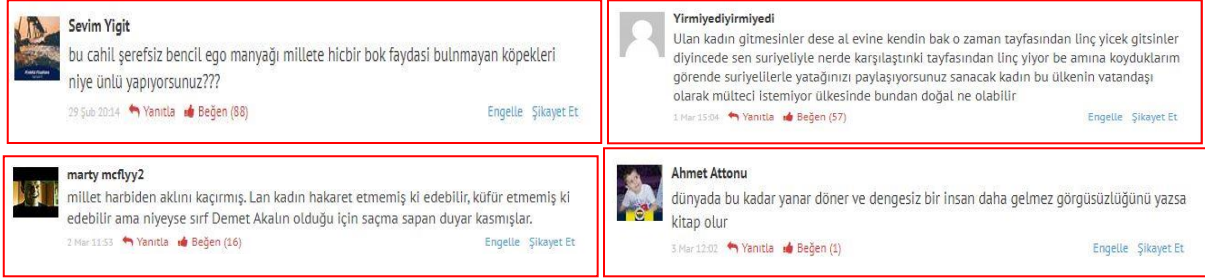 Sevim Yigit
bu cahil şerefsiz bencil ego manyağı millete hicbir bok faydasi bulnmayan köpekleri
niye ünlü yapıyorsunuz???
29 Şub 20:14 Yanıtla Beğen (88) Engelle Şikayet Et
Yirmiyediyirmiyedi
Ulan kadın gitmesinler dese al evine kendin bak o zaman tayfasından linç yicek gitsinler
diyincede sen suriyeliyle nerde karşılaştınki tayfasından linç yiyor be amına koyduklarım
görende suriyelilerle yatağınızı paylaşıyorsunuz sanacak kadın bu ülkenin vatandaşı
olarak mülteci istemiyor ülkesinde bundan doğal ne olabilir
1 Mar 15:04 Yanıtla Beğen (57) Engelle Şikayet Et
marty mcflyy2
millet harbiden aklını kaçırmış. Lan kadın hakaret etmemiş ki edebilir, küfür etmemiş ki
edebilir ama niyeyse sırf Demet Akalın olduğu için saçma sapan duyar kasmışlar.
2 Mar 11:53 Yanıtla Beğen (16) Engelle Şikayet Et
Ahmet Attonu
dünyada bu kadar yanar döner ve dengesiz bir insan daha gelmez görgüsüzlüğünü yazsa
kitap olur
3 Mar 12:02 Yanıtla Beğen (1) Engelle Şikayet Et